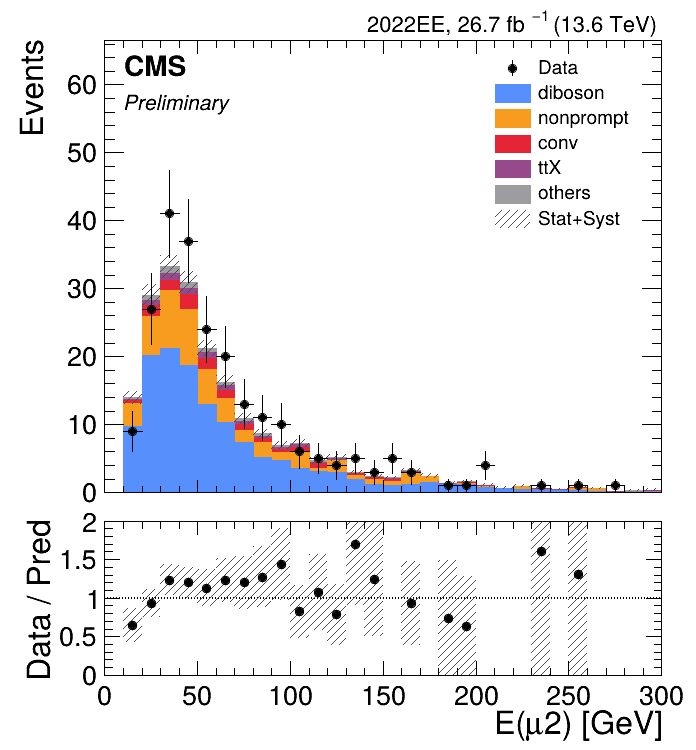 2022EE, 26.7 fb⁻¹ (13.6 TeV)
CMS
Preliminary
Data
diboson
nonprompt
conv
ttX
others
Stat+Syst
Events
60
50
40
30
20
10
0
Data / Pred
2
1.5
1
0.5
0
0 50 100 150 200 250 300
E(μ2) [GeV]